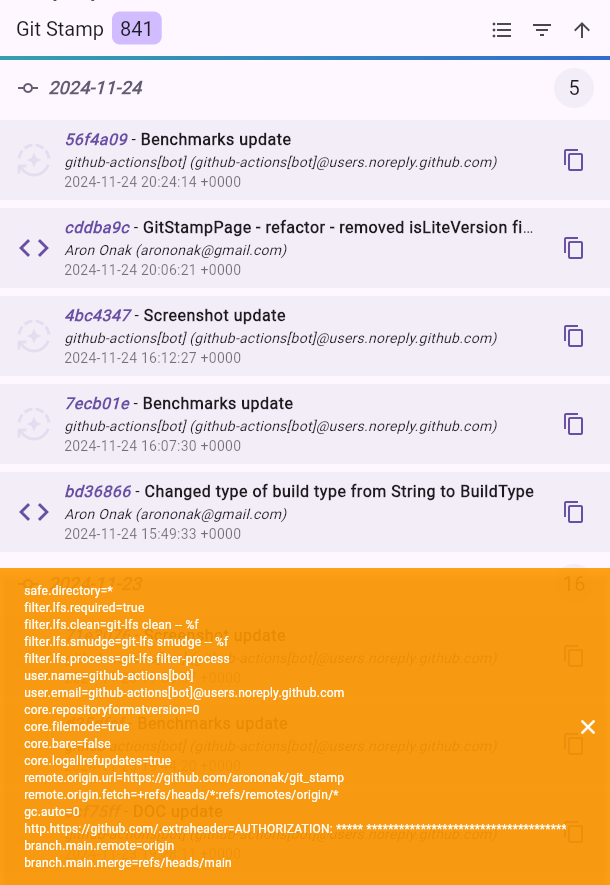 Git Stamp 841
2024-11-24 5
56f4a09 - Benchmarks update
github-actions[bot] (github-actions[bot]@users.noreply.github.com)
2024-11-24 20:24:14 +0000
cddba9c - GitStampPage - refactor - removed isLiteVersion fi…
Aron Onak (arononak@gmail.com)
2024-11-24 20:06:21 +0000
4bc4347 - Screenshot update
github-actions[bot] (github-actions[bot]@users.noreply.github.com)
2024-11-24 16:12:27 +0000
7ecb01e - Benchmarks update
github-actions[bot] (github-actions[bot]@users.noreply.github.com)
2024-11-24 16:07:30 +0000
bd36866 - Changed type of build type from String to BuildType
Aron Onak (arononak@gmail.com)
2024-11-24 15:49:33 +0000
2024-11-23 16
safe.directory=*
filter.lfs.required=true
filter.lfs.clean=git-lfs clean -- %f
Screenshot update
filter.lfs.smudge=git-lfs smudge -- %f
filter.lfs.process=git-lfs filter-process
user.name=github-actions[bot]
user.email=github-actions[bot]@users.noreply.github.com
core.repositoryformatversion=0
Benchmarks update
core.filemode=true
core.bare=false
core.logallrefupdates=true
remote.origin.url=https://github.com/arononak/git_stamp
remote.origin.fetch=+refs/heads/*:refs/remotes/origin/*
gc.auto=0
DOC update
http.https://github.com/.extraheader=AUTHORIZATION: ***** ************************************
branch.main.remote=origin
branch.main.merge=refs/heads/main